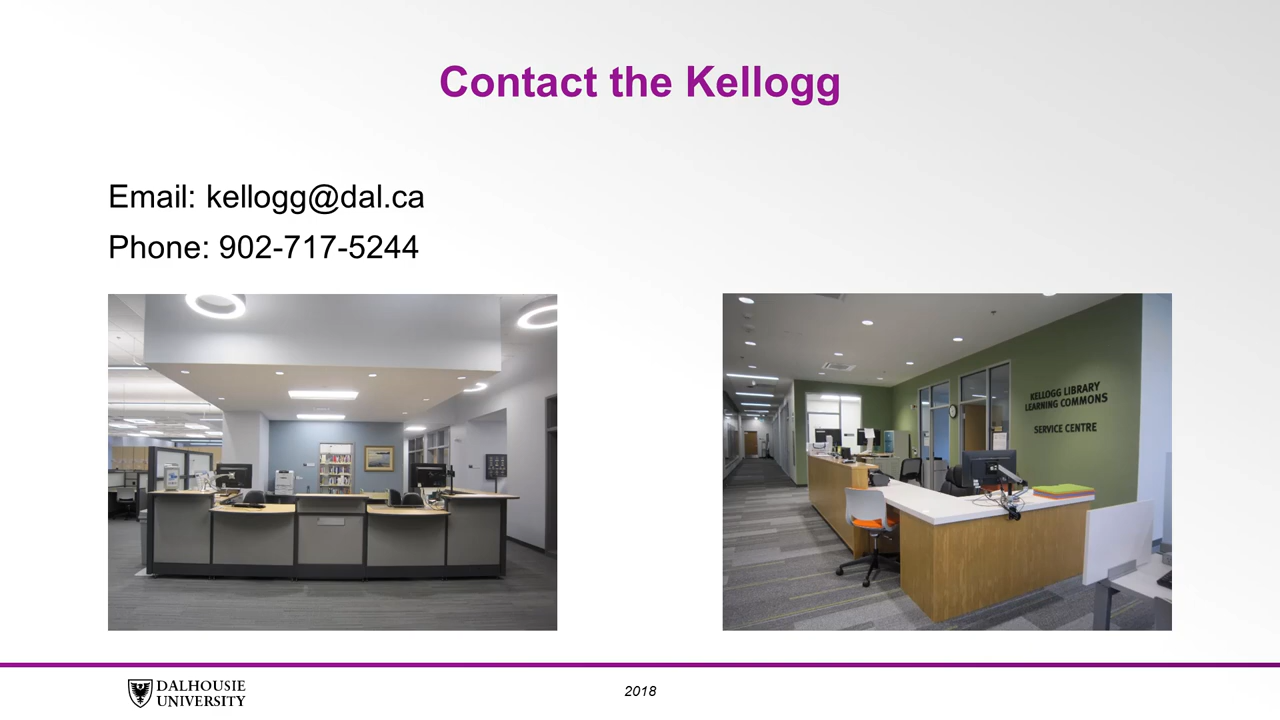 Contact the Kellogg
Email: kellogg@dal.ca
Phone: 902-717-5244
KELLOGG LIBRARY
LEARNING COMMONS
SERVICE CENTRE
DALHOUSIE
UNIVERSITY
2018